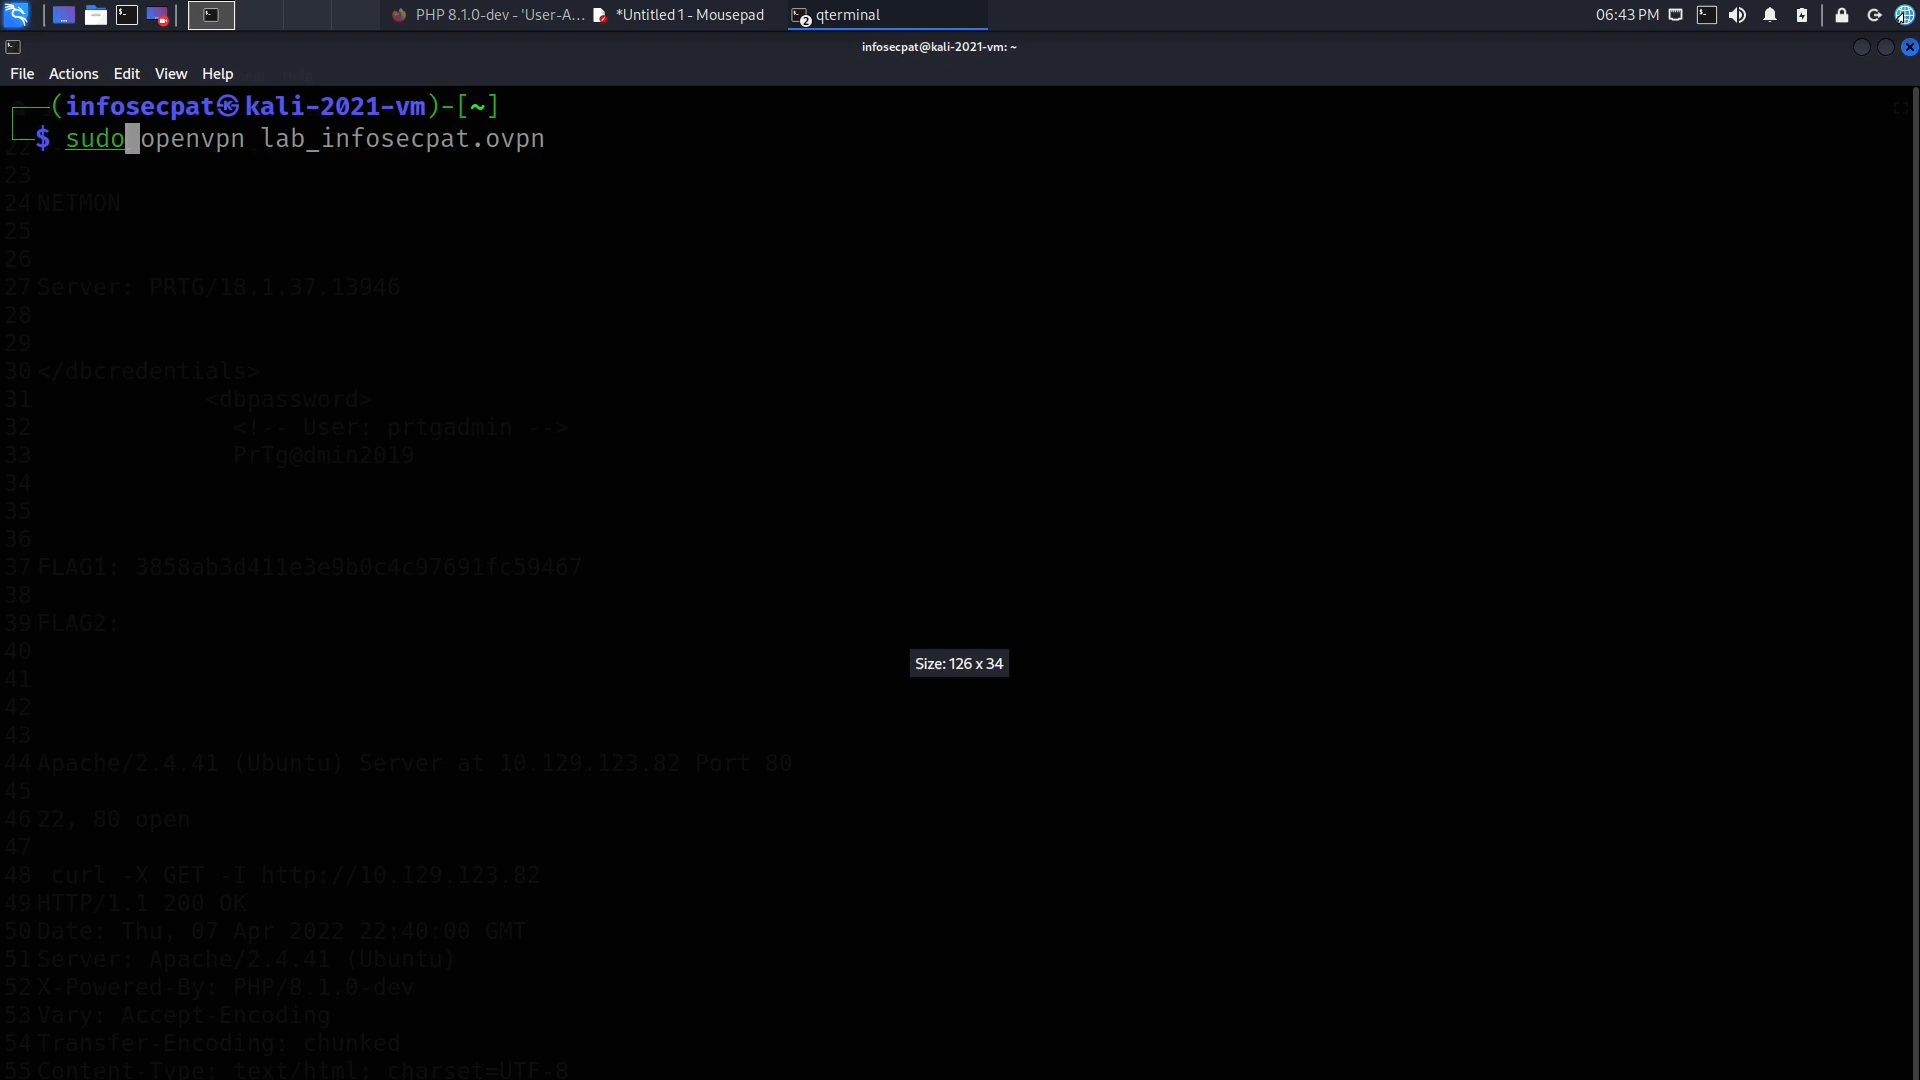 PHP 8.1.0-dev - 'User-A... *Untitled 1 - Mousepad 2 qterminal 06:43 PM
infosecpat@kali-2021-vm: ~
File Actions Edit View Help
(infosecpat㉿kali-2021-vm)-[~]
$ sudo openvpn lab_infosecpat.ovpn
22
23
24 NETMON
25
26
27 Server: PRTG/18.1.37.13946
28
29
30 </dbcredentials>
31 <dbpassword>
32 <!-- User: prtgadmin -->
33 PrTg@dmin2019
34
35
36
37 FLAG1: 3858ab3d411e3e9b0c4c97691fc59467
38
39 FLAG2:
40
Size: 126 x 34
41
42
43
44 Apache/2.4.41 (Ubuntu) Server at 10.129.123.82 Port 80
45
46 22, 80 open
47
48 curl -X GET -I http://10.129.123.82
49 HTTP/1.1 200 OK
50 Date: Thu, 07 Apr 2022 22:40:00 GMT
51 Server: Apache/2.4.41 (Ubuntu)
52 X-Powered-By: PHP/8.1.0-dev
53 Vary: Accept-Encoding
54 Transfer-Encoding: chunked
55 Content-Type: text/html; charset=UTF-8